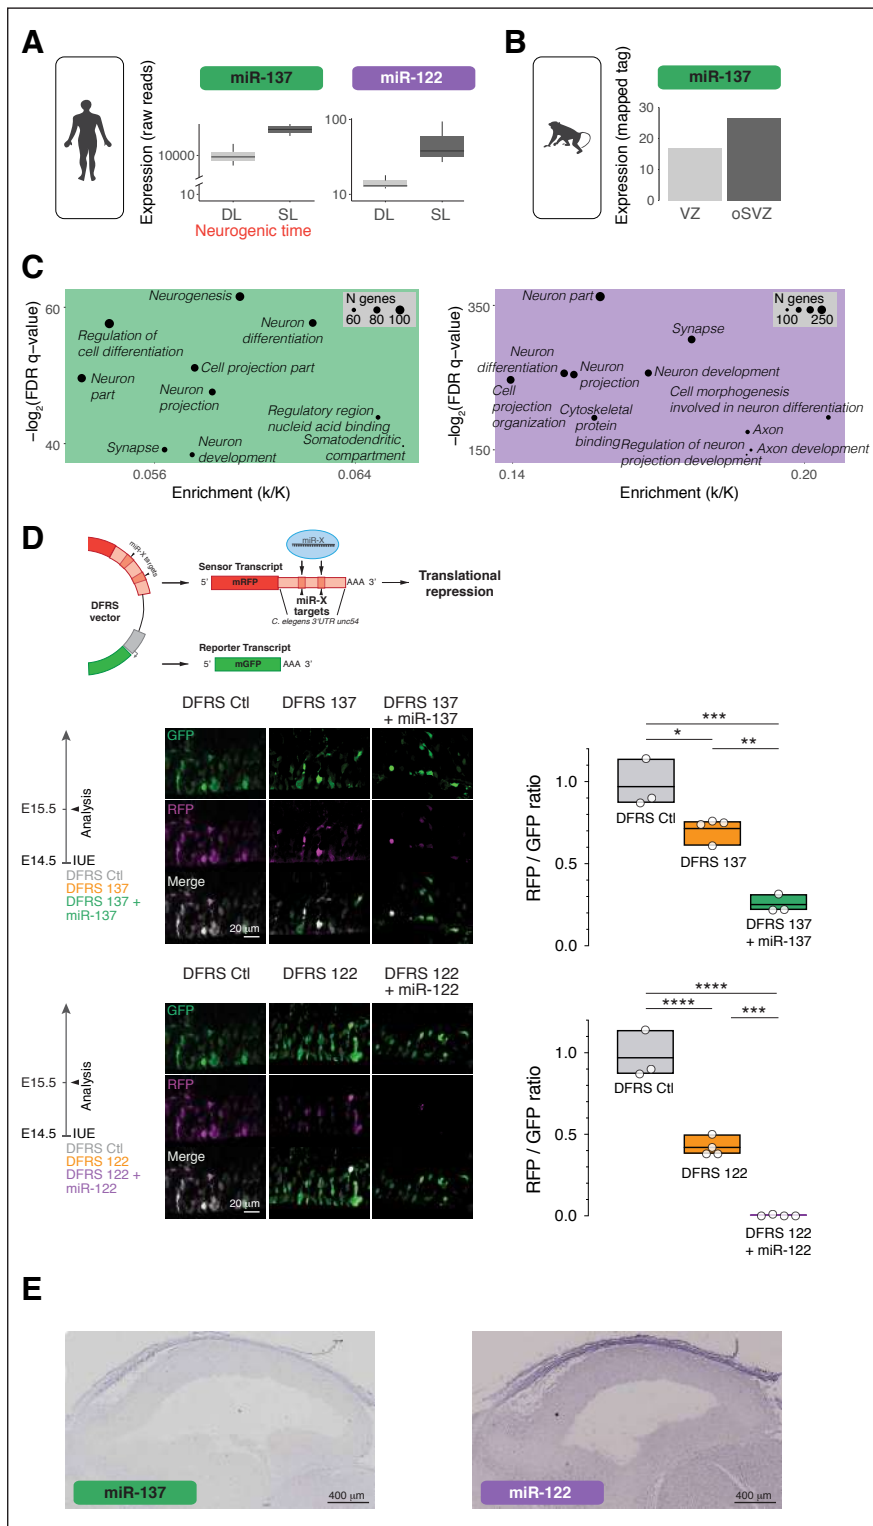 A
miR-137
miR-122
Expression (raw reads)
10000
10
DL
SL
Neurogenic time
100
10
DL
SL
B
miR-137
Expression (mapped tag)
30
20
10
0
VZ
oSVZ
C
−log2(FDR q−value)
60
40
Neurogenesis
Regulation of
cell differentiation
Neuron
differentiation
Cell projection part
Neuron
part
Neuron
projection
Regulatory region
nucleid acid binding
Somatodendritic
compartment
Synapse
Neuron
development
N genes
60 80 100
0.056
0.064
Enrichment (k/K)
−log2(FDR q−value)
350
150
Neuron part
Synapse
Neuron
differentiation
Neuron
projection
Neuron development
Cell
projection
organization
Cytoskeletal
protein
binding
Cell morphogenesis
involved in neuron differentiation
Axon
Regulation of neuron
projection development
Axon development
N genes
100 250
0.14
0.20
Enrichment (k/K)
D
miR-X targets
DFRS
vector
miR-X
Sensor Transcript
5' mRFP AAA 3'
miR-X
targets
C. elegens 3'UTR unc54
Translational
repression
Reporter Transcript
5' mGFP AAA 3'
DFRS Ctl
DFRS 137
DFRS 137
+ miR-137
GFP
RFP
Merge
20 μm
E15.5
Analysis
E14.5
IUE
DFRS Ctl
DFRS 137
DFRS 137 +
miR-137
RFP / GFP ratio
1.0
0.5
0.0
***
*
**
DFRS Ctl
DFRS 137
DFRS 137
+ miR-137
DFRS Ctl
DFRS 122
DFRS 122
+ miR-122
GFP
RFP
Merge
20 μm
E15.5
Analysis
E14.5
IUE
DFRS Ctl
DFRS 122
DFRS 122 +
miR-122
RFP / GFP ratio
1.0
0.5
0.0
****
****
***
DFRS Ctl
DFRS 122
DFRS 122
+ miR-122
E
miR-137
400 μm
miR-122
400 μm